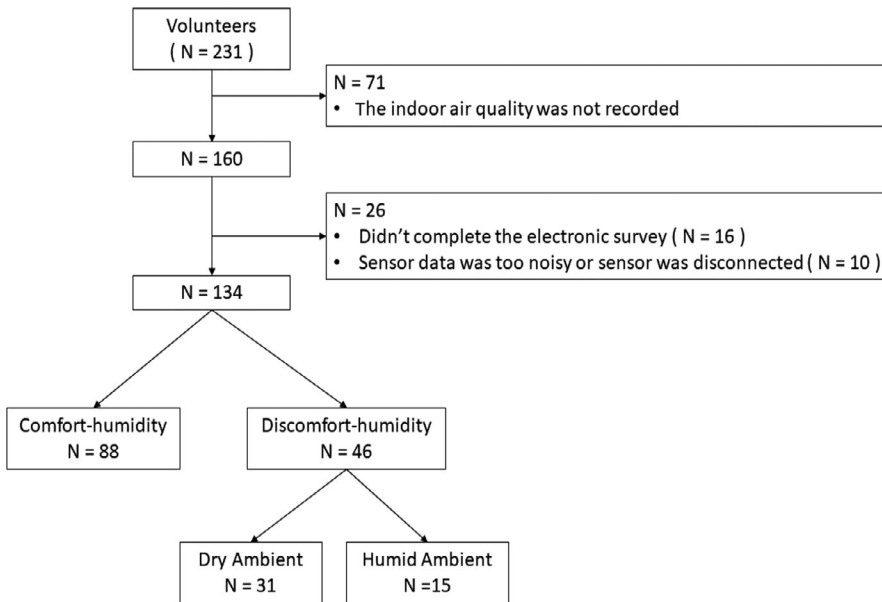 Volunteers
( N = 231 )
N = 71
• The indoor air quality was not recorded
N = 160
N = 26
• Didn’t complete the electronic survey ( N = 16 )
• Sensor data was too noisy or sensor was disconnected ( N = 10 )
N = 134
Comfort-humidity
N = 88
Discomfort-humidity
N = 46
Dry Ambient
N = 31
Humid Ambient
N =15